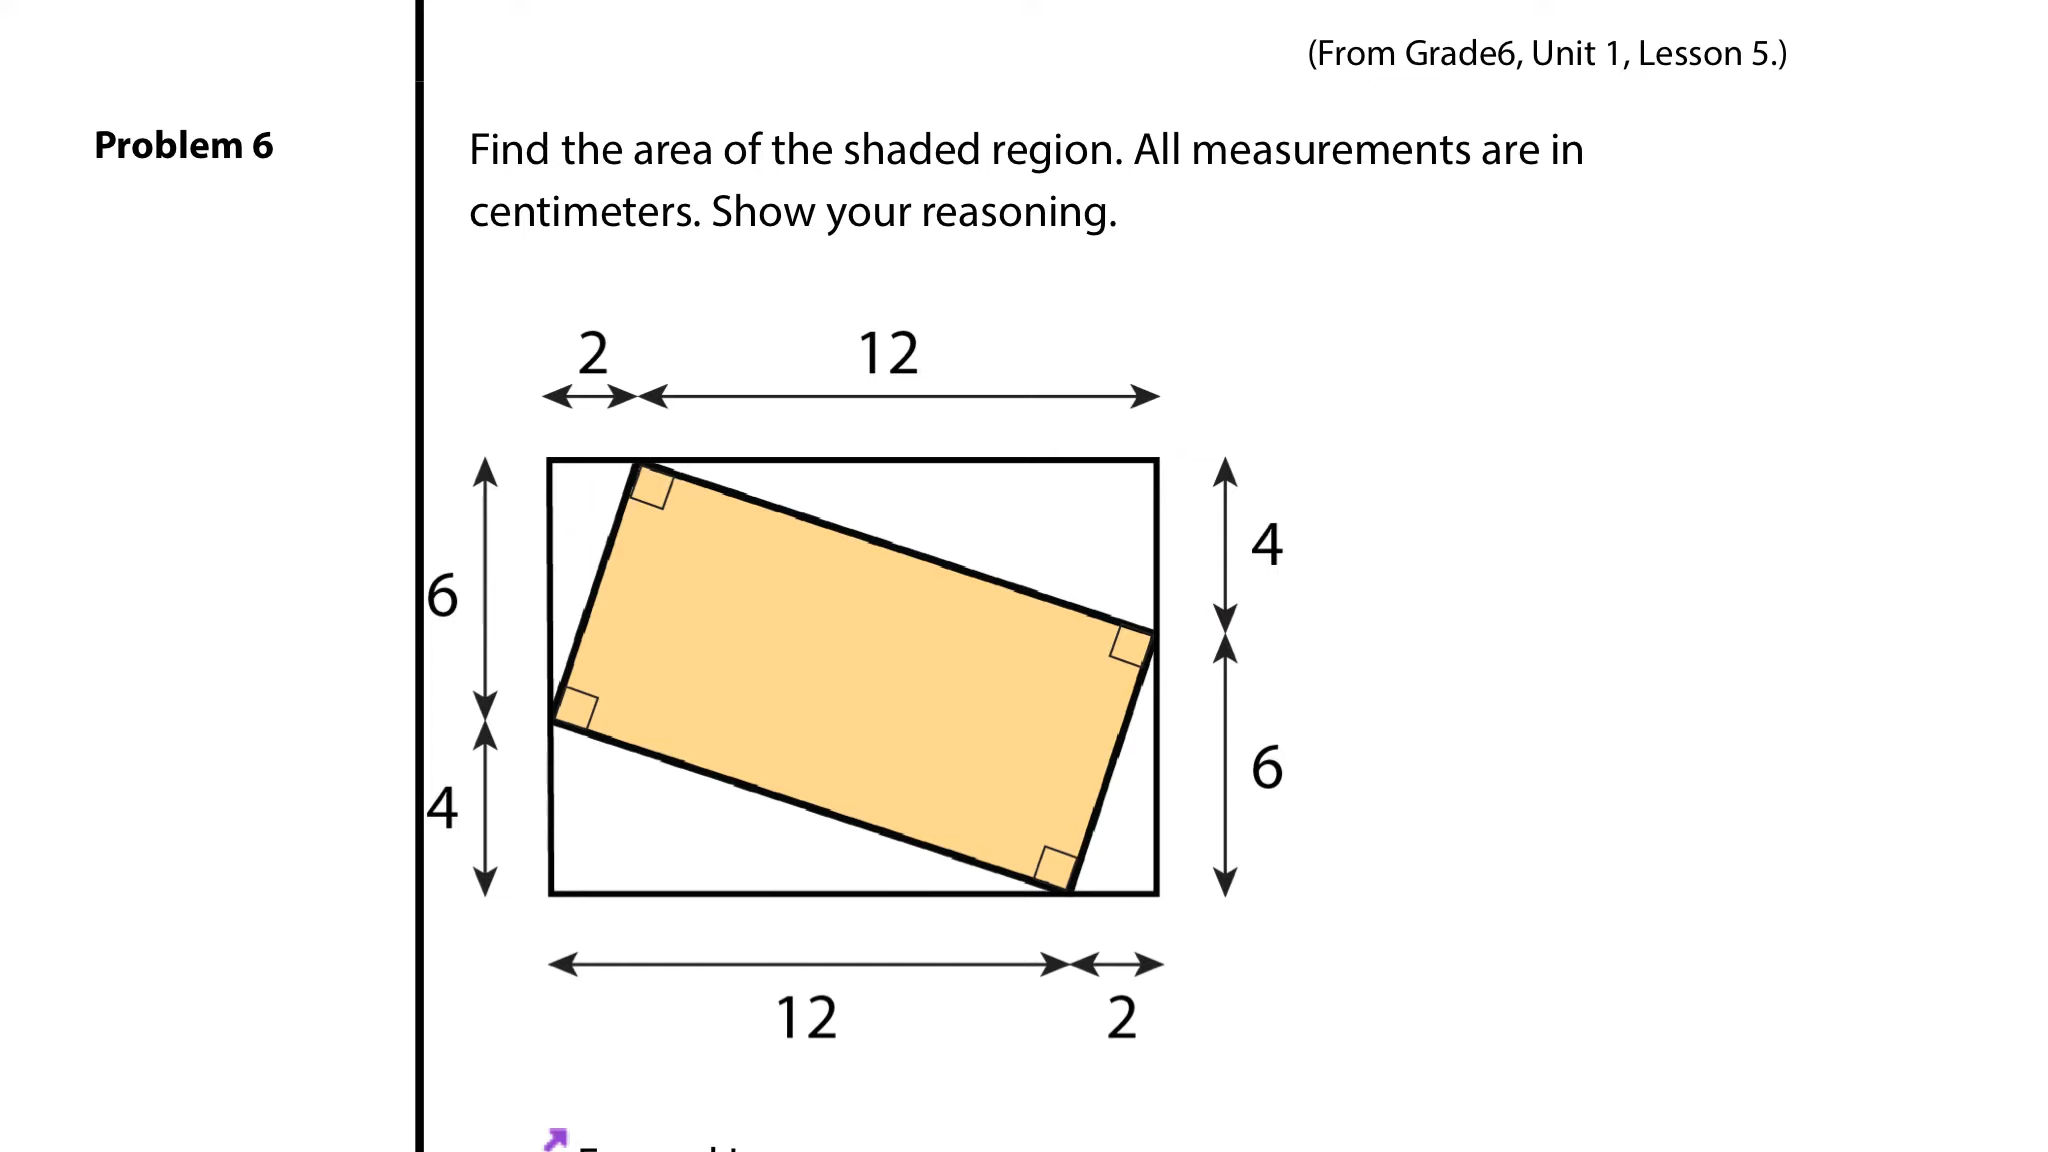 (From Grade6, Unit 1, Lesson 5.)
Problem 6
Find the area of the shaded region. All measurements are in
centimeters. Show your reasoning.
2 12
4
6
6
4
12 2